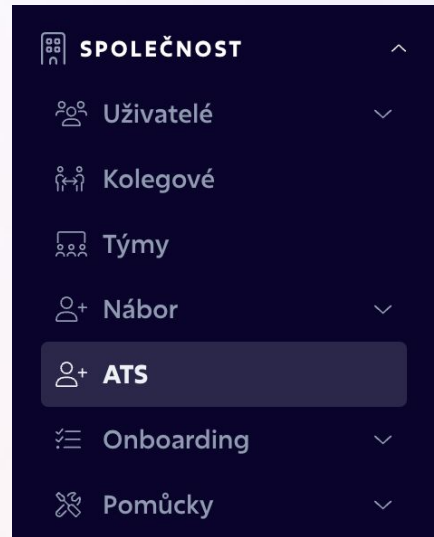 SPOLEČNOST
Uživatelé
Kolegové
Týmy
Nábor
ATS
Onboarding
Pomůcky